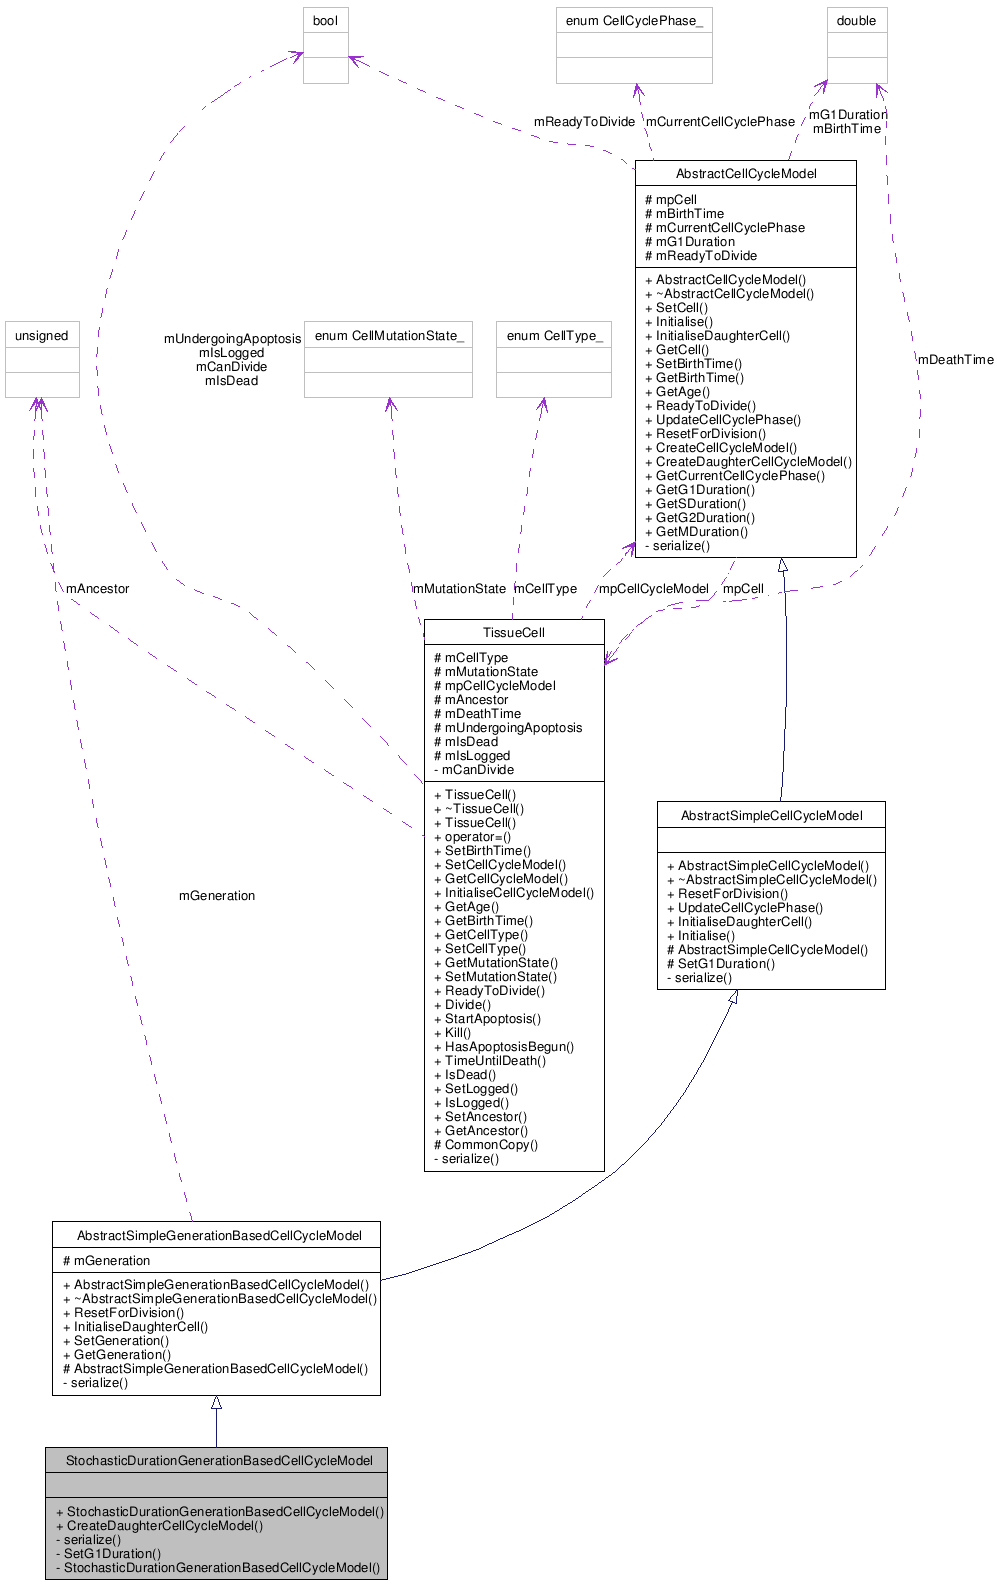 bool
enum CellCyclePhase_
double
mReadyToDivide
mCurrentCellCyclePhase
mG1Duration
mBirthTime
AbstractCellCycleModel
# mpCell
# mBirthTime
# mCurrentCellCyclePhase
# mG1Duration
# mReadyToDivide
+ AbstractCellCycleModel()
+ ~AbstractCellCycleModel()
+ SetCell()
+ Initialise()
+ InitialiseDaughterCell()
+ GetCell()
+ SetBirthTime()
+ GetBirthTime()
+ GetAge()
+ ReadyToDivide()
+ UpdateCellCyclePhase()
+ ResetForDivision()
+ CreateCellCycleModel()
+ CreateDaughterCellCycleModel()
+ GetCurrentCellCyclePhase()
+ GetG1Duration()
+ GetSDuration()
+ GetG2Duration()
+ GetMDuration()
- serialize()
unsigned
mUndergoingApoptosis
mIsLogged
mCanDivide
mIsDead
enum CellMutationState_
enum CellType_
mDeathTime
mAncestor
mMutationState
mCellType
mpCellCycleModel
mpCell
TissueCell
# mCellType
# mMutationState
# mpCellCycleModel
# mAncestor
# mDeathTime
# mUndergoingApoptosis
# mIsDead
# mIsLogged
- mCanDivide
+ TissueCell()
+ ~TissueCell()
+ TissueCell()
+ operator=()
+ SetBirthTime()
+ SetCellCycleModel()
+ GetCellCycleModel()
+ InitialiseCellCycleModel()
+ GetAge()
+ GetBirthTime()
+ GetCellType()
+ SetCellType()
+ GetMutationState()
+ SetMutationState()
+ ReadyToDivide()
+ Divide()
+ StartApoptosis()
+ Kill()
+ HasApoptosisBegun()
+ TimeUntilDeath()
+ IsDead()
+ SetLogged()
+ IsLogged()
+ SetAncestor()
+ GetAncestor()
# CommonCopy()
- serialize()
AbstractSimpleCellCycleModel
+ AbstractSimpleCellCycleModel()
+ ~AbstractSimpleCellCycleModel()
+ ResetForDivision()
+ UpdateCellCyclePhase()
+ InitialiseDaughterCell()
+ Initialise()
# AbstractSimpleCellCycleModel()
# SetG1Duration()
- serialize()
mGeneration
AbstractSimpleGenerationBasedCellCycleModel
# mGeneration
+ AbstractSimpleGenerationBasedCellCycleModel()
+ ~AbstractSimpleGenerationBasedCellCycleModel()
+ ResetForDivision()
+ InitialiseDaughterCell()
+ SetGeneration()
+ GetGeneration()
# AbstractSimpleGenerationBasedCellCycleModel()
- serialize()
StochasticDurationGenerationBasedCellCycleModel
+ StochasticDurationGenerationBasedCellCycleModel()
+ CreateDaughterCellCycleModel()
- serialize()
- SetG1Duration()
- StochasticDurationGenerationBasedCellCycleModel()